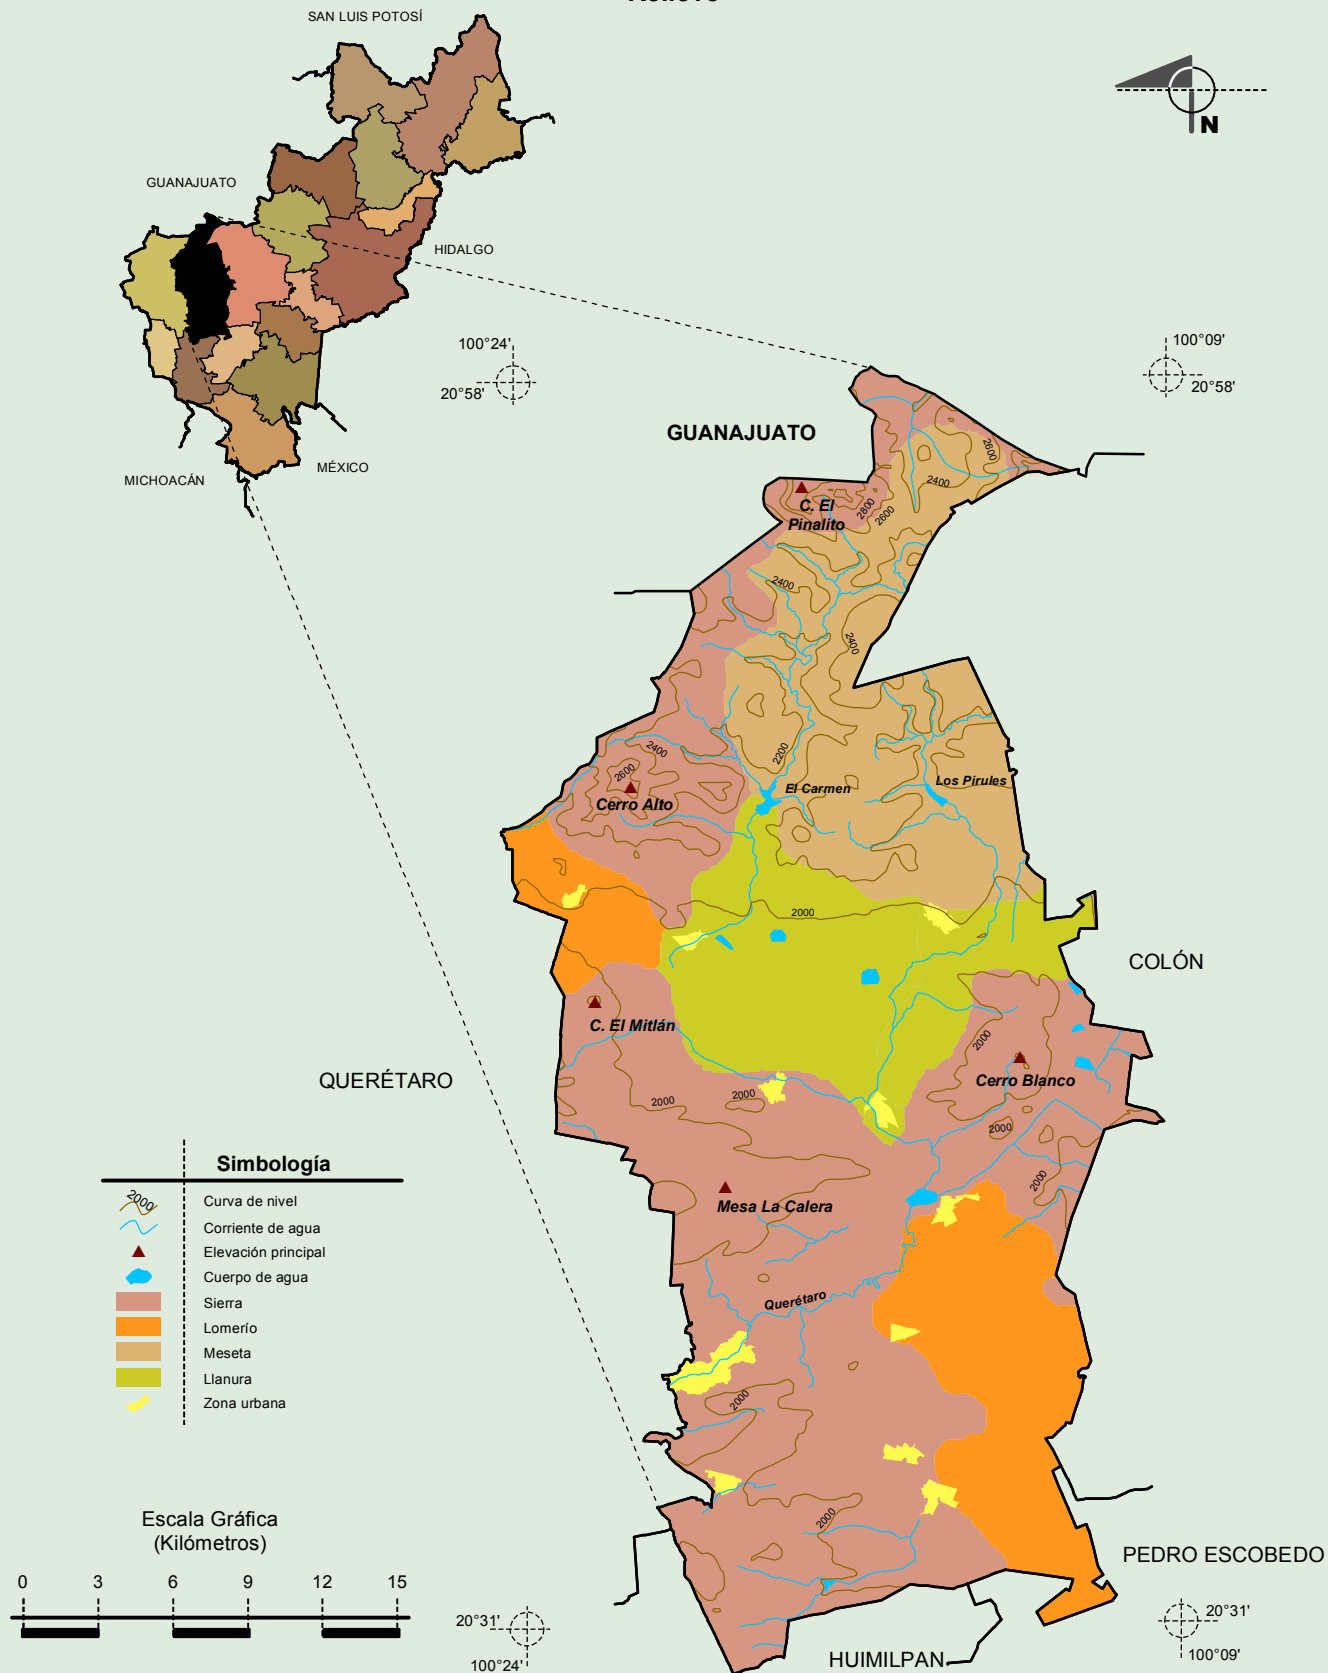 SAN LUIS POTOSÍ
N
GUANAJUATO
HIDALGO
MICHOACÁN
MÉXICO
100°24'
20°58'
100°09'
20°58'
GUANAJUATO
2600
2400
C. El
Pinalito
2800
2600
2400
2400
2200
2400
2600
Cerro Alto
El Carmen
Los Pirules
2000
COLÓN
C. El Mitlán
2000
Cerro Blanco
QUERÉTARO
2000
2000
2000
2000
Mesa La Calera
Querétaro
2000
2000
Simbología
2000
Curva de nivel
Corriente de agua
Elevación principal
Cuerpo de agua
Sierra
Lomerío
Meseta
Llanura
Zona urbana
Escala Gráfica
(Kilómetros)
0 3 6 9 12 15
PEDRO ESCOBEDO
HUIMILPAN
20°31'
100°24'
20°31'
100°09'